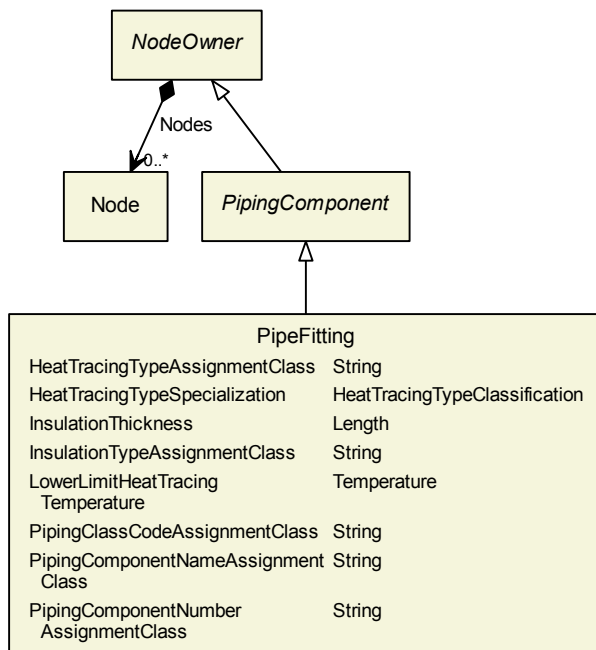 NodeOwner
Nodes
0..*
Node
PipingComponent
PipeFitting
HeatTracingTypeAssignmentClass String
HeatTracingTypeSpecialization HeatTracingTypeClassification
InsulationThickness Length
InsulationTypeAssignmentClass String
LowerLimitHeatTracing Temperature
Temperature
PipingClassCodeAssignmentClass String
PipingComponentNameAssignment String
Class
PipingComponentNumber String
AssignmentClass